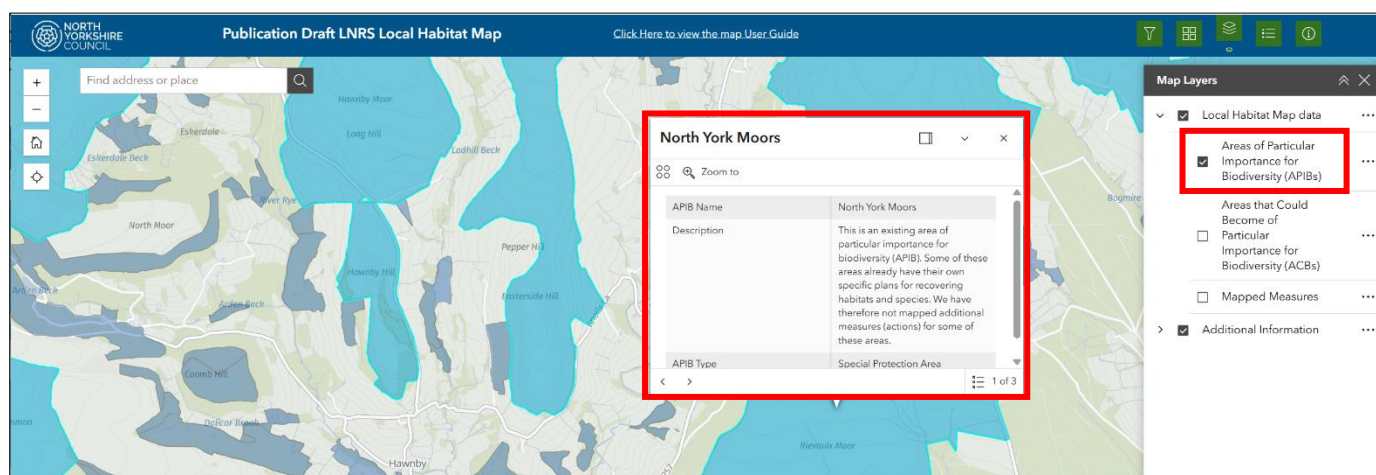 NORTH
YORKSHIRE
COUNCIL
Publication Draft LNRS Local Habitat Map
Click Here to view the map User Guide
+
Find address or place
−
Hawnby Moor
Eskerdale
Long Hill
Ladhill Beck
Eskerdale Beck
River Rye
North Moor
Pepper Hill
Hawnby Hill
Easterside Hill
Arden Beck
Arden Beck
Coomb Hill
Dalicar Brook
Hawnby
Rievaulx Moor
North York Moors
Zoom to
APIB Name
North York Moors
Description
This is an existing area of
particular importance for
biodiversity (APIB). Some of these
areas already have their own
specific plans for recovering
habitats and species. We have
therefore not mapped additional
measures (actions) for some of
these areas.
APIB Type
Special Protection Area
1 of 3
Map Layers
Local Habitat Map data
Areas of Particular
Importance for
Biodiversity (APIBs)
Areas that Could
Become of
Particular
Importance for
Biodiversity (ACBs)
Mapped Measures
Additional Information